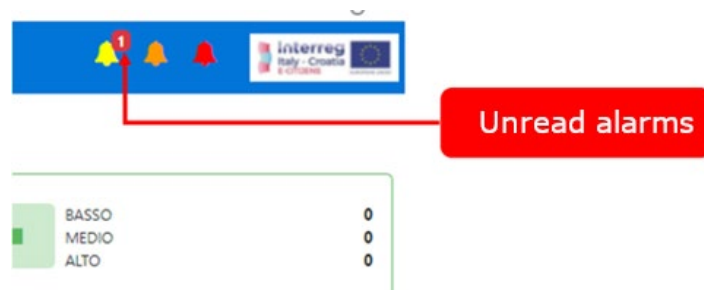 1
interreg
Italy - Croatia
E-CITIJENS
Unread alarms
BASSO 0
MEDIO 0
ALTO 0